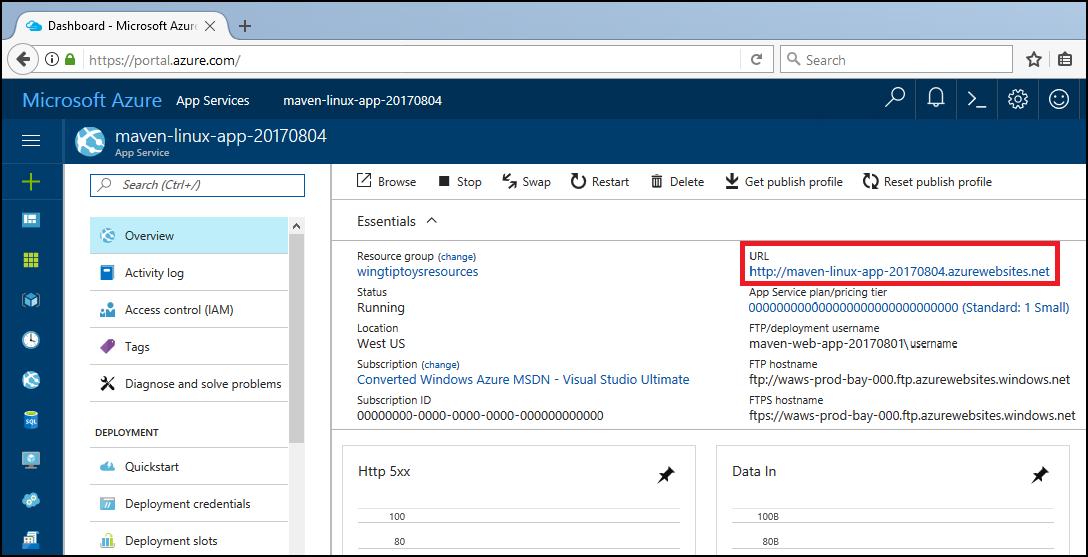 Dashboard - Microsoft Azure
https://portal.azure.com/
Search
Microsoft Azure App Services maven-linux-app-20170804
maven-linux-app-20170804
App Service
Search (Ctrl+/)
Browse Stop Swap Restart Delete Get publish profile Reset publish profile
Essentials
Overview
Activity log
Access control (IAM)
Tags
Diagnose and solve problems
DEPLOYMENT
Quickstart
Deployment credentials
Deployment slots
SQL
Resource group (change)
wingtiptoysresources
Status
Running
Location
West US
Subscription (change)
Converted Windows Azure MSDN - Visual Studio Ultimate
Subscription ID
00000000-0000-0000-0000-000000000000
URL
http://maven-linux-app-20170804.azurewebsites.net
App Service plan/pricing tier
00000000000000000000000000000000 (Standard: 1 Small)
FTP/deployment username
maven-web-app-20170801\username
FTP hostname
ftp://waws-prod-bay-000.ftp.azurewebsites.windows.net
FTPS hostname
ftps://waws-prod-bay-000.ftp.azurewebsites.windows.net
Http 5xx
100
80
Data In
100B
80B